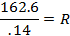 162.6/.14 = R